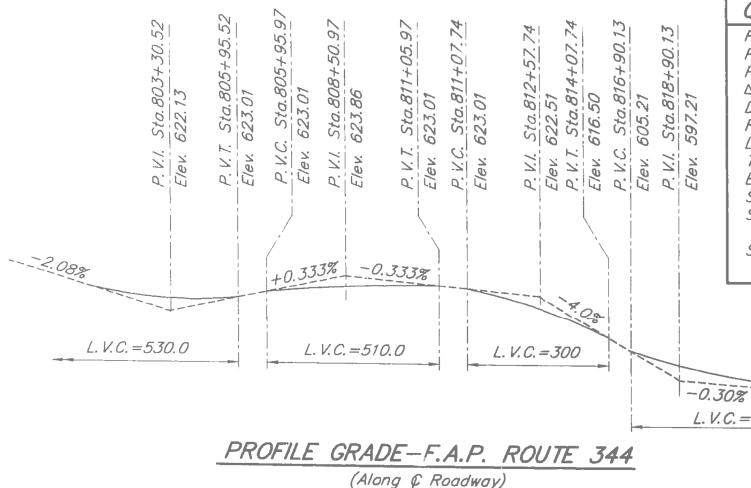 P.V.I. Sta.803+30.52
Elev. 622.13
P.V.T. Sta.805+95.52
Elev. 623.01
P.V.C. Sta.805+95.97
Elev. 623.01
P.V.I. Sta.808+50.97
Elev. 623.86
P.V.T. Sta.811+05.97
Elev. 623.01
P.V.C. Sta.811+07.74
Elev. 623.01
P.V.I. Sta.812+57.74
Elev. 622.51
P.V.T. Sta.814+07.74
Elev. 616.50
P.V.C. Sta.816+90.13
Elev. 605.21
P.V.I. Sta.818+90.13
Elev. 597.21
-2.08%
+0.333%
-0.333%
-4.0%
-0.30%
L.V.C.=530.0
L.V.C.=510.0
L.V.C.=300
L.V.C.=
PROFILE GRADE-F.A.P. ROUTE 344
(Along ℄ Roadway)